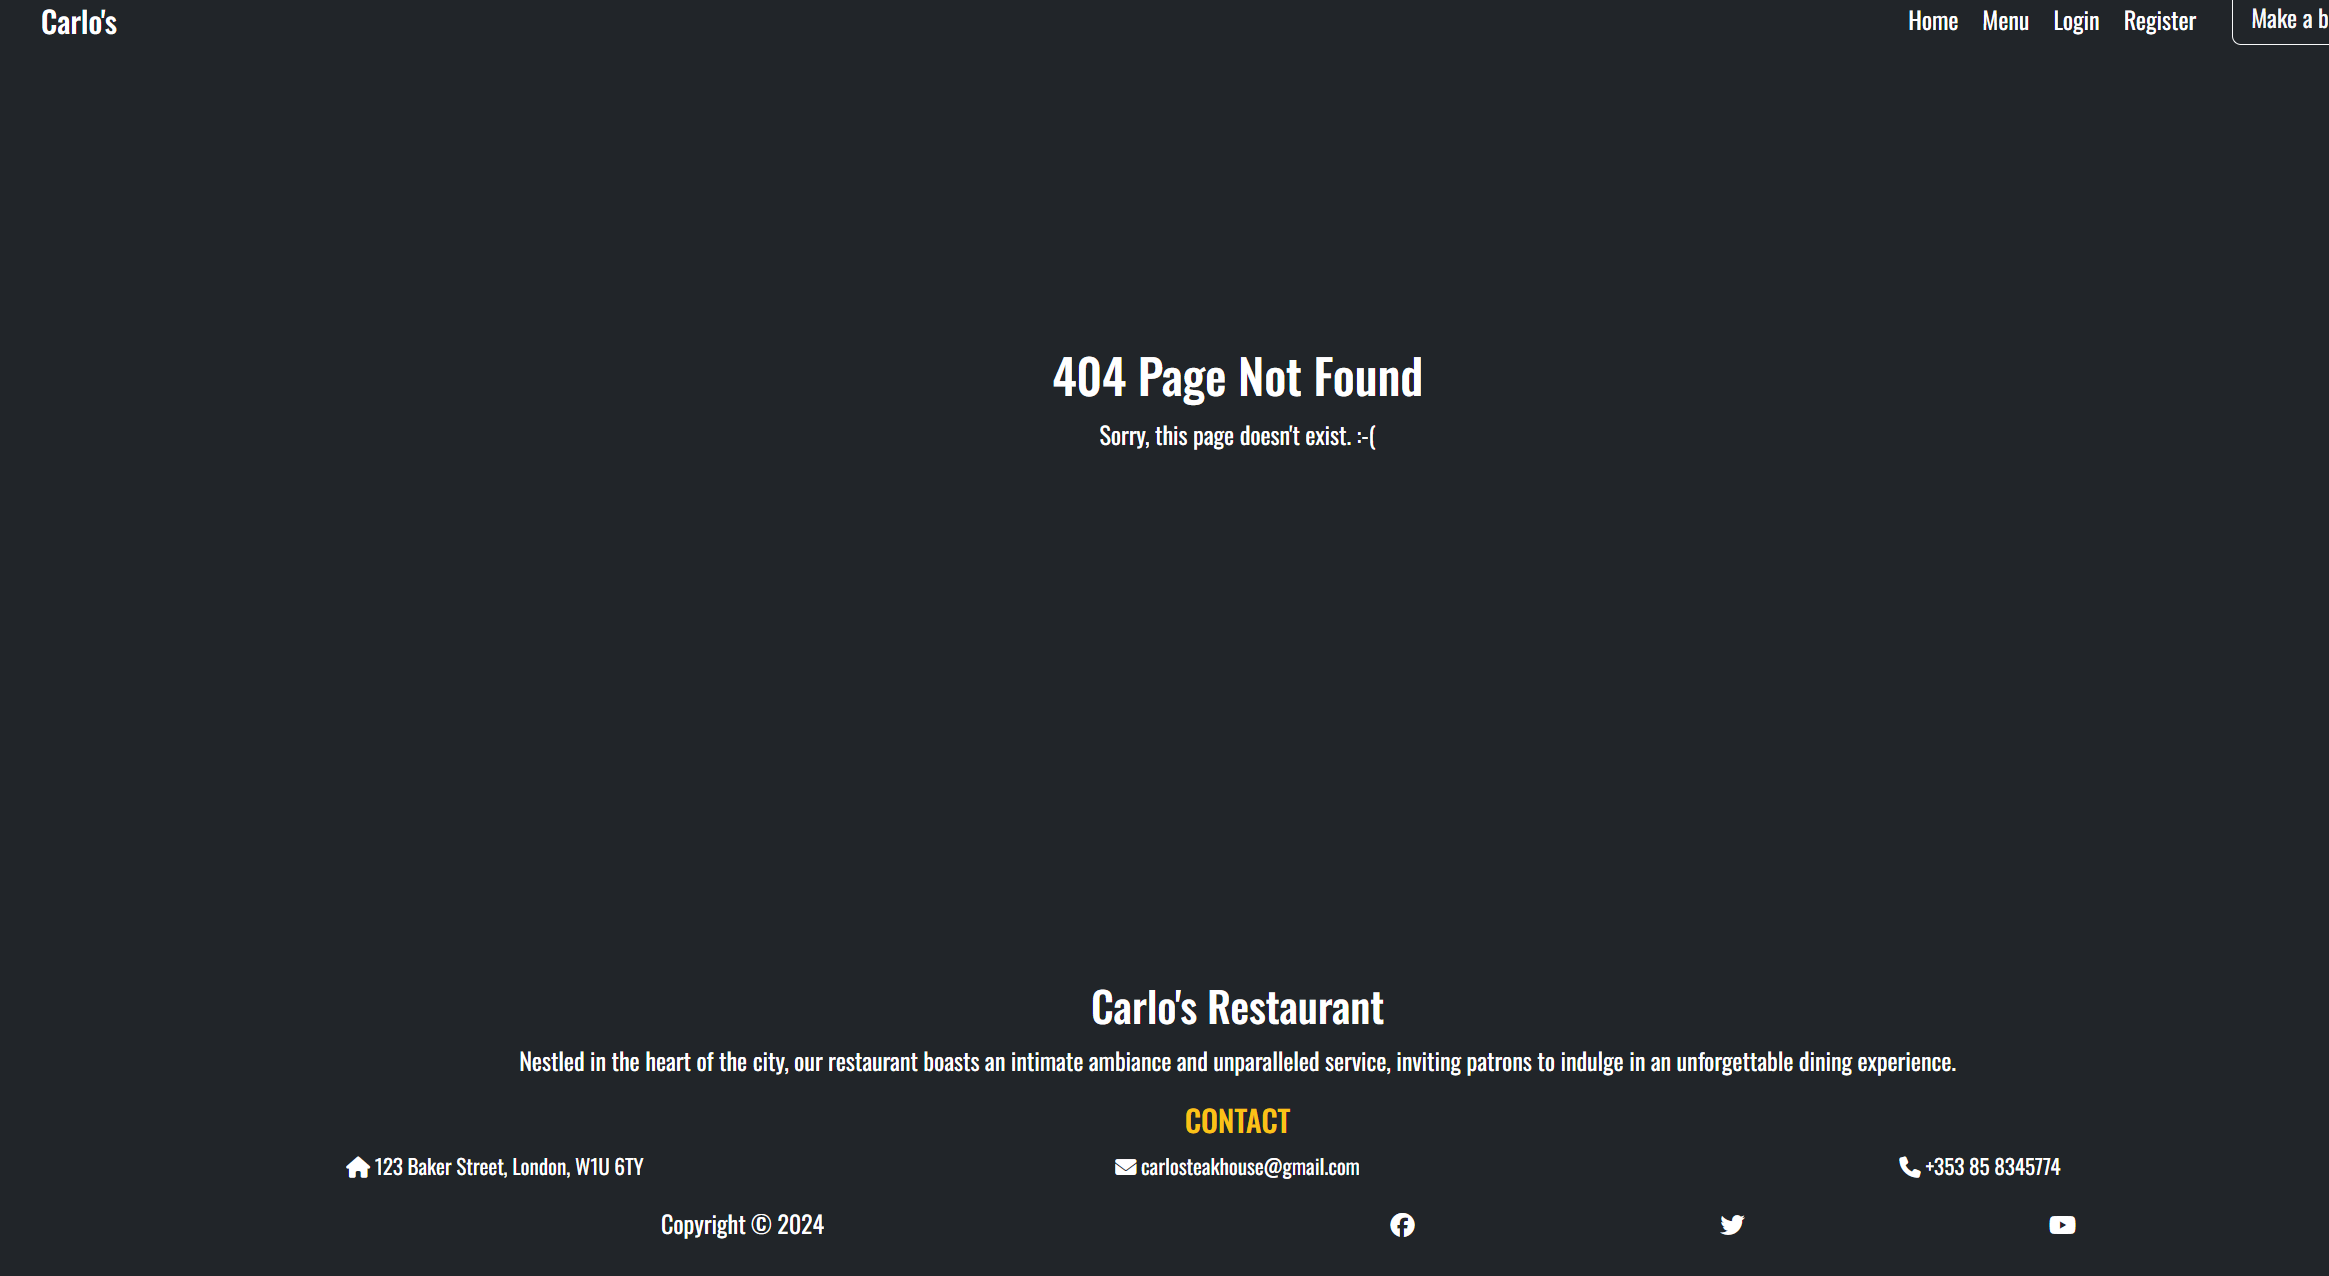 Carlo's Home Menu Login Register Make a b
404 Page Not Found
Sorry, this page doesn't exist. :-(
Carlo's Restaurant
Nestled in the heart of the city, our restaurant boasts an intimate ambiance and unparalleled service, inviting patrons to indulge in an unforgettable dining experience.
CONTACT
123 Baker Street, London, W1U 6TY carlosteakhouse@gmail.com +353 85 8345774
Copyright © 2024